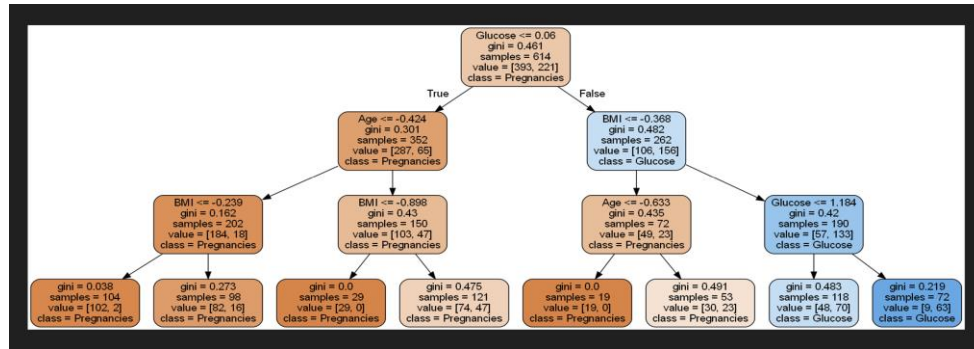 Glucose <= 0.06
gini = 0.461
samples = 614
value = [393, 221]
class = Pregnancies
True
False
Age <= -0.424
gini = 0.301
samples = 352
value = [287, 65]
class = Pregnancies
BMI <= -0.368
gini = 0.482
samples = 262
value = [106, 156]
class = Glucose
BMI <= -0.239
gini = 0.162
samples = 202
value = [184, 18]
class = Pregnancies
BMI <= -0.898
gini = 0.43
samples = 150
value = [103, 47]
class = Pregnancies
Age <= -0.633
gini = 0.435
samples = 72
value = [49, 23]
class = Pregnancies
Glucose <= 1.184
gini = 0.42
samples = 190
value = [57, 133]
class = Glucose
gini = 0.038
samples = 104
value = [102, 2]
class = Pregnancies
gini = 0.273
samples = 98
value = [82, 16]
class = Pregnancies
gini = 0.0
samples = 29
value = [29, 0]
class = Pregnancies
gini = 0.475
samples = 121
value = [74, 47]
class = Pregnancies
gini = 0.0
samples = 19
value = [19, 0]
class = Pregnancies
gini = 0.491
samples = 53
value = [30, 23]
class = Pregnancies
gini = 0.483
samples = 118
value = [48, 70]
class = Glucose
gini = 0.219
samples = 72
value = [9, 63]
class = Glucose